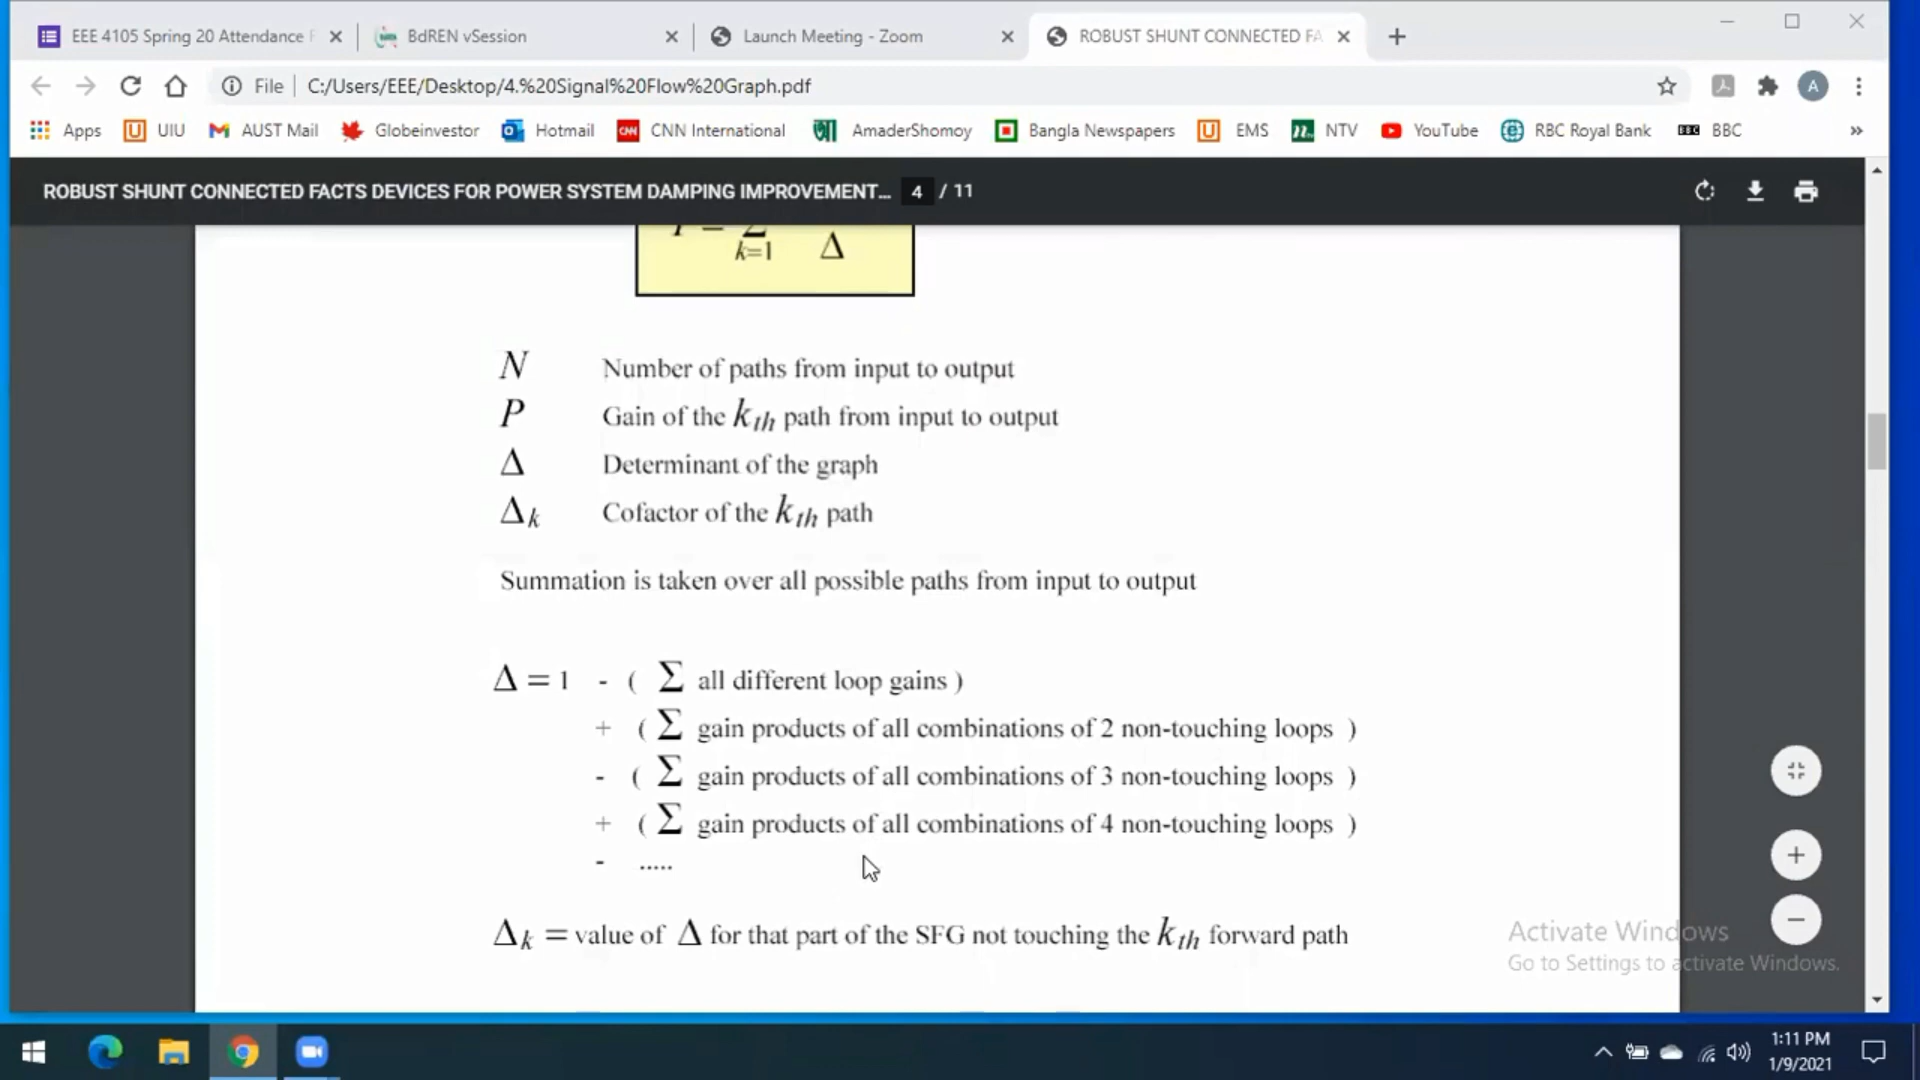 EEE 4105 Spring 20 Attendance F
BdREN vSession
Launch Meeting - Zoom
ROBUST SHUNT CONNECTED FA
File
C:/Users/EEE/Desktop/4.%20Signal%20Flow%20Graph.pdf
A
Apps UIU AUST Mail Globeinvestor Hotmail CNN International AmaderShomoy Bangla Newspapers EMS NTV YouTube RBC Royal Bank BBC BBC »
ROBUST SHUNT CONNECTED FACTS DEVICES FOR POWER SYSTEM DAMPING IMPROVEMENT... 4 / 11
k=1 Δ
N Number of paths from input to output
P Gain of the k_th path from input to output
Δ Determinant of the graph
Δ_k Cofactor of the k_th path
Summation is taken over all possible paths from input to output
Δ = 1 - ( Σ all different loop gains )
+ ( Σ gain products of all combinations of 2 non-touching loops )
- ( Σ gain products of all combinations of 3 non-touching loops )
+ ( Σ gain products of all combinations of 4 non-touching loops )
- .....
Δ_k = value of Δ for that part of the SFG not touching the k_th forward path
Activate Windows
Go to Settings to activate Windows.
1:11 PM
1/9/2021